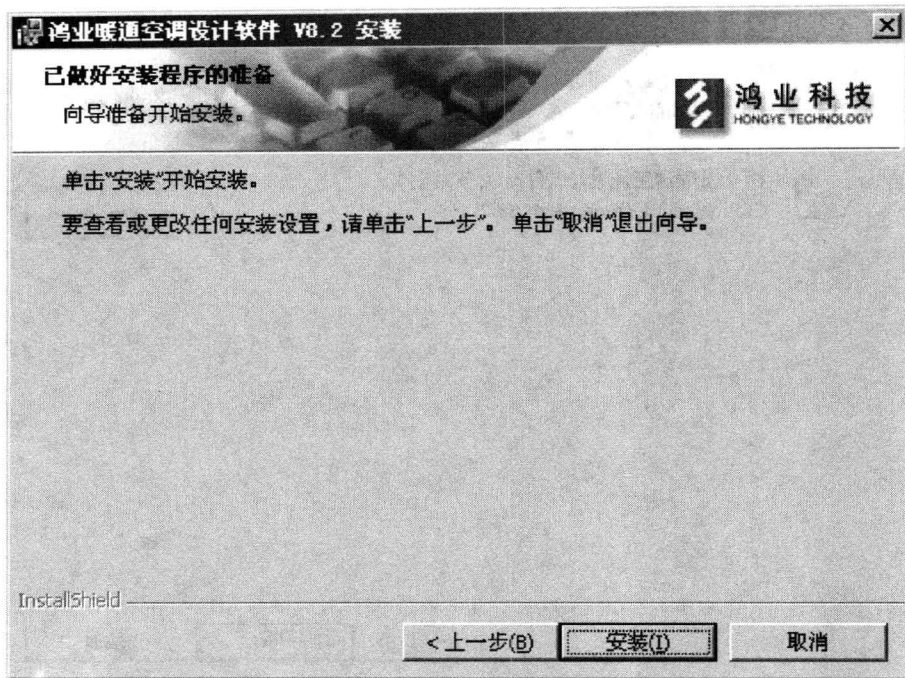 鸿业暖通空调设计软件 V8.2 安装
已做好安装程序的准备
向导准备开始安装。
鸿业科技
HONGYE TECHNOLOGY
单击“安装”开始安装。
要查看或更改任何安装设置，请单击“上一步”。 单击“取消”退出向导。
InstallShield
< 上一步(B) 安装(I) 取消